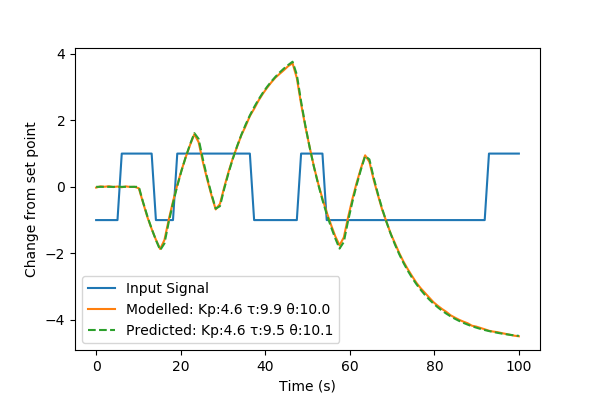 4
2
0
−2
−4
Change from set point
Input Signal
Modelled: Kp:4.6 τ:9.9 θ:10.0
Predicted: Kp:4.6 τ:9.5 θ:10.1
0 20 40 60 80 100
Time (s)